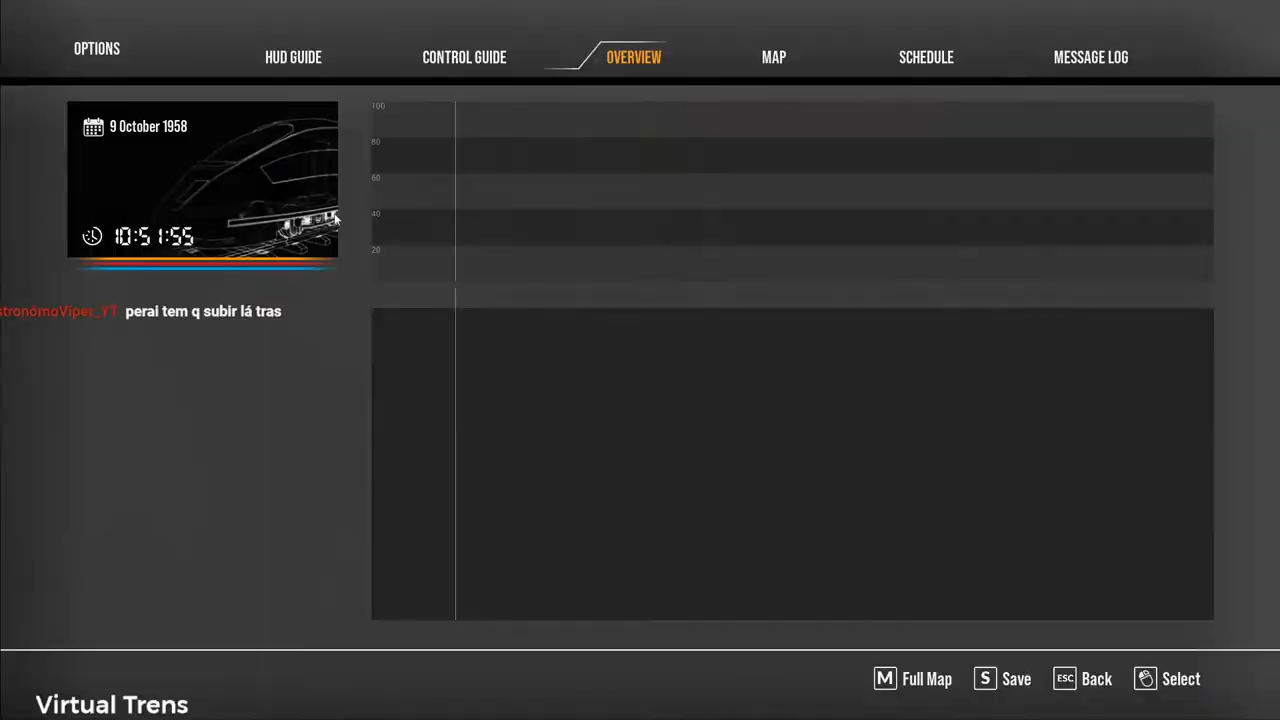 OPTIONS
HUD GUIDE
CONTROL GUIDE
OVERVIEW
MAP
SCHEDULE
MESSAGE LOG
9 October 1958
10:51:55
100
80
60
40
20
stronómoViper_YT perai tem q subir lá tras
M Full Map
S Save
ESC Back
Select
Virtual Trens